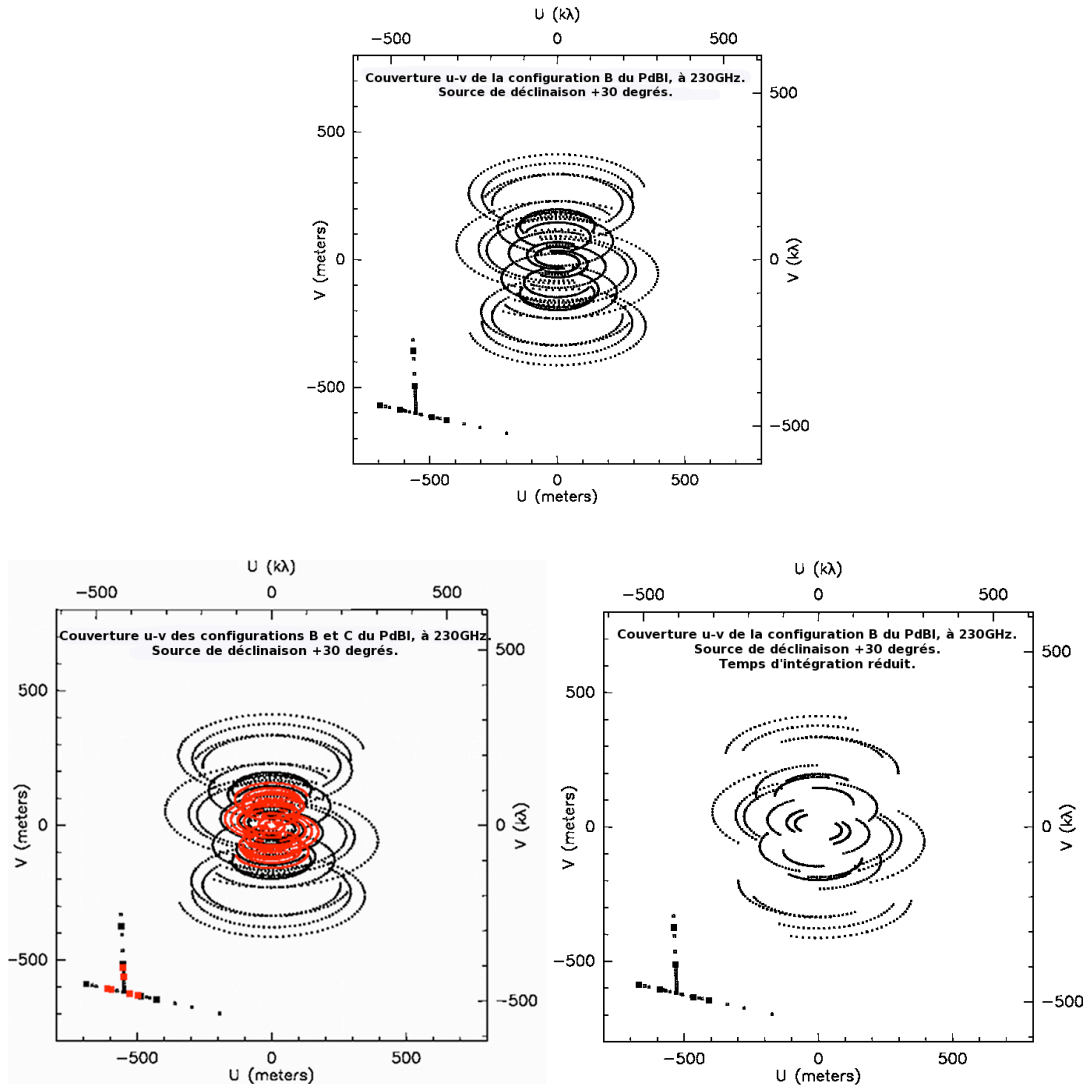 U (kλ)
−500 0 500
Couverture u-v de la configuration B du PdBI, à 230GHz.
Source de déclinaison +30 degrés.
500
0
−500
V (meters)
500
0
−500
V (kλ)
−500 0 500
U (meters)
U (kλ)
−500 0 500
Couverture u-v des configurations B et C du PdBI, à 230GHz.
Source de déclinaison +30 degrés.
500
0
−500
V (meters)
500
0
−500
V (kλ)
−500 0 500
U (meters)
U (kλ)
−500 0 500
Couverture u-v de la configuration B du PdBI, à 230GHz.
Source de déclinaison +30 degrés.
Temps d'intégration réduit.
500
0
−500
V (meters)
500
0
−500
V (kλ)
−500 0 500
U (meters)